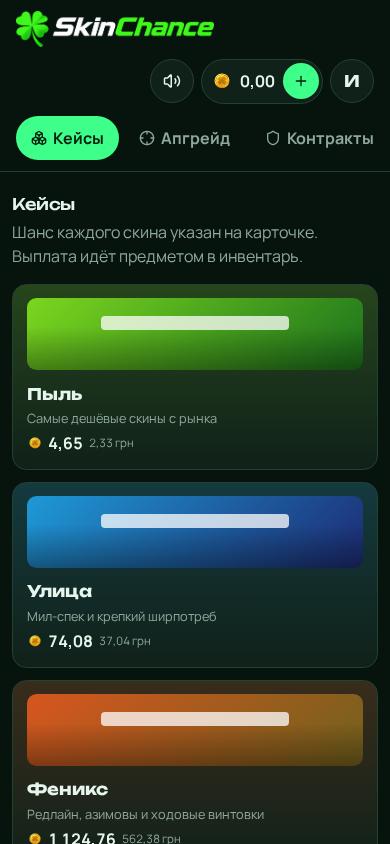 SkinChance
0,00
И
Кейсы
Апгрейд
Контракты
Кейсы
Шанс каждого скина указан на карточке.
Выплата идёт предметом в инвентарь.
Пыль
Самые дешёвые скины с рынка
4,65 2,33 грн
Улица
Мил-спек и крепкий ширпотреб
74,08 37,04 грн
Феникс
Редлайн, азимовы и ходовые винтовки
1 124,76 562,38 грн